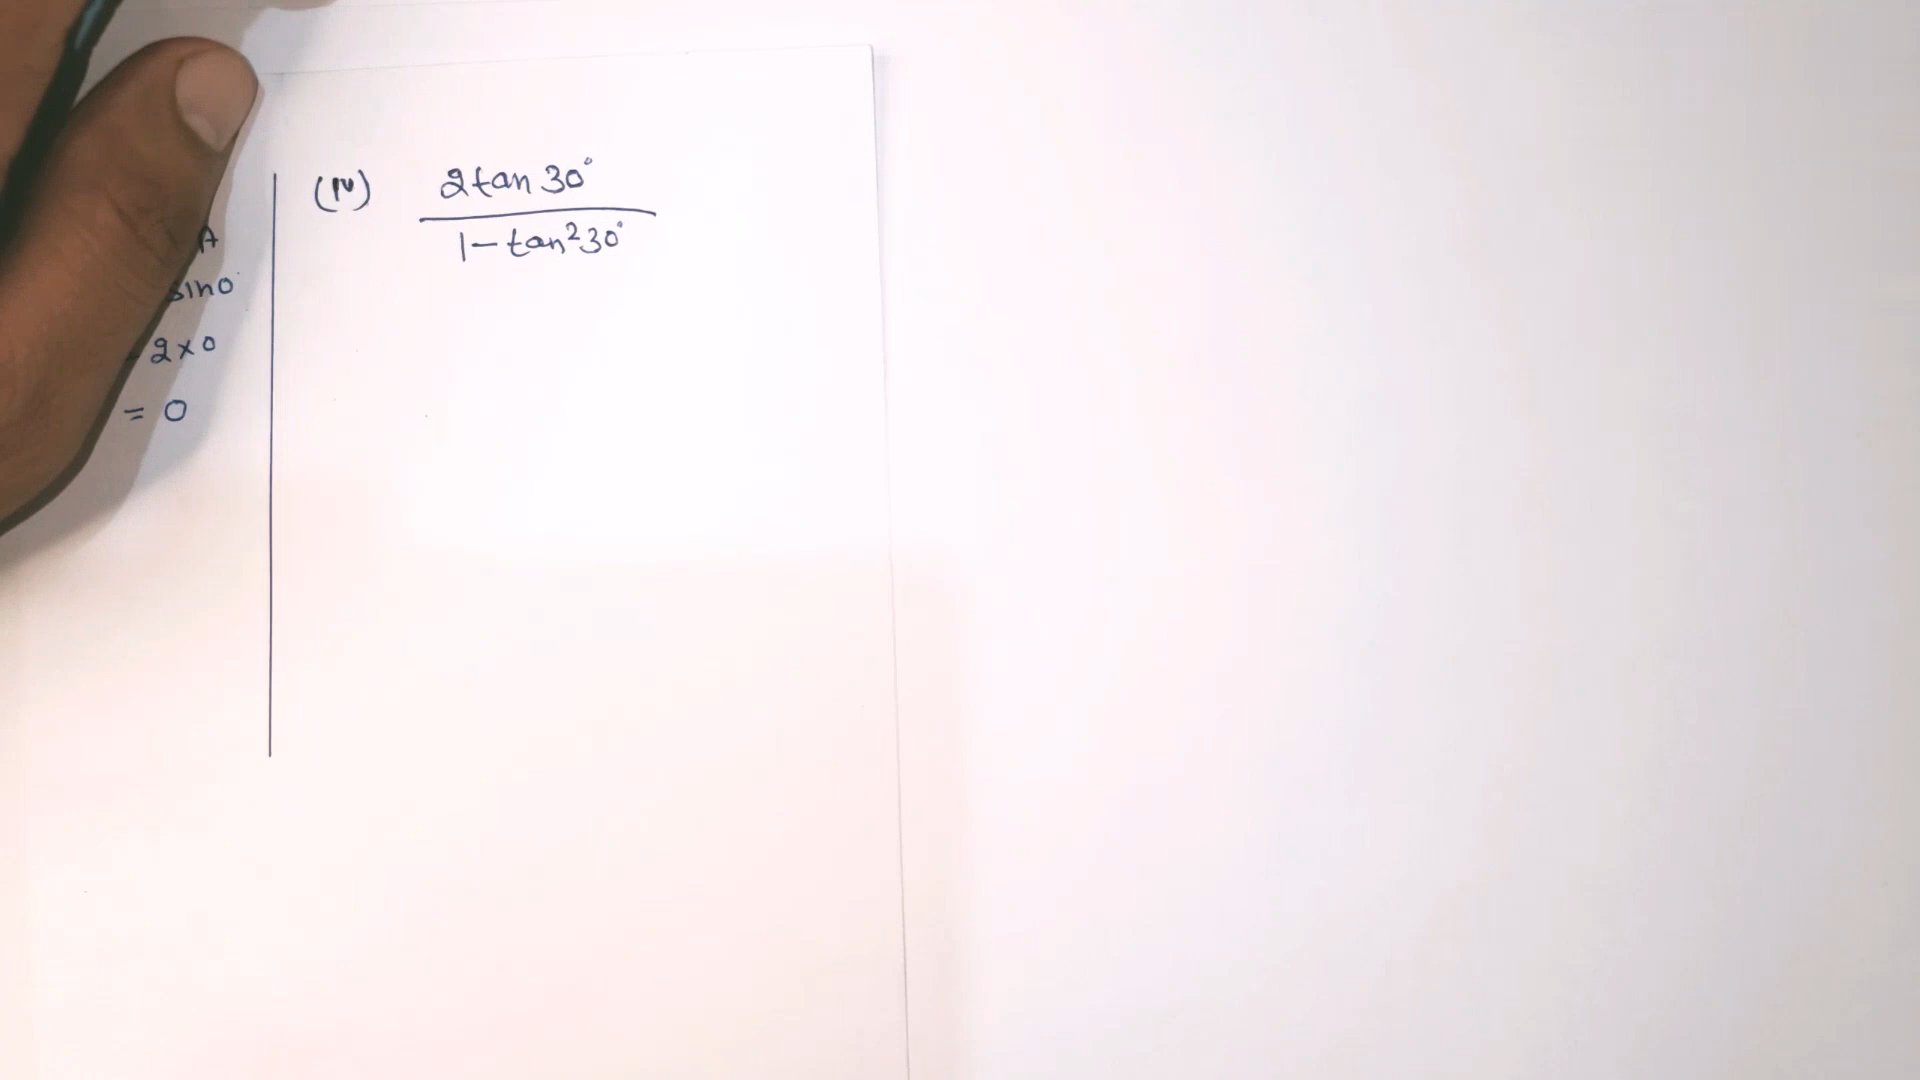 A
sin0
2×0
= 0
(IV) 2tan 30°
1 – tan²30°